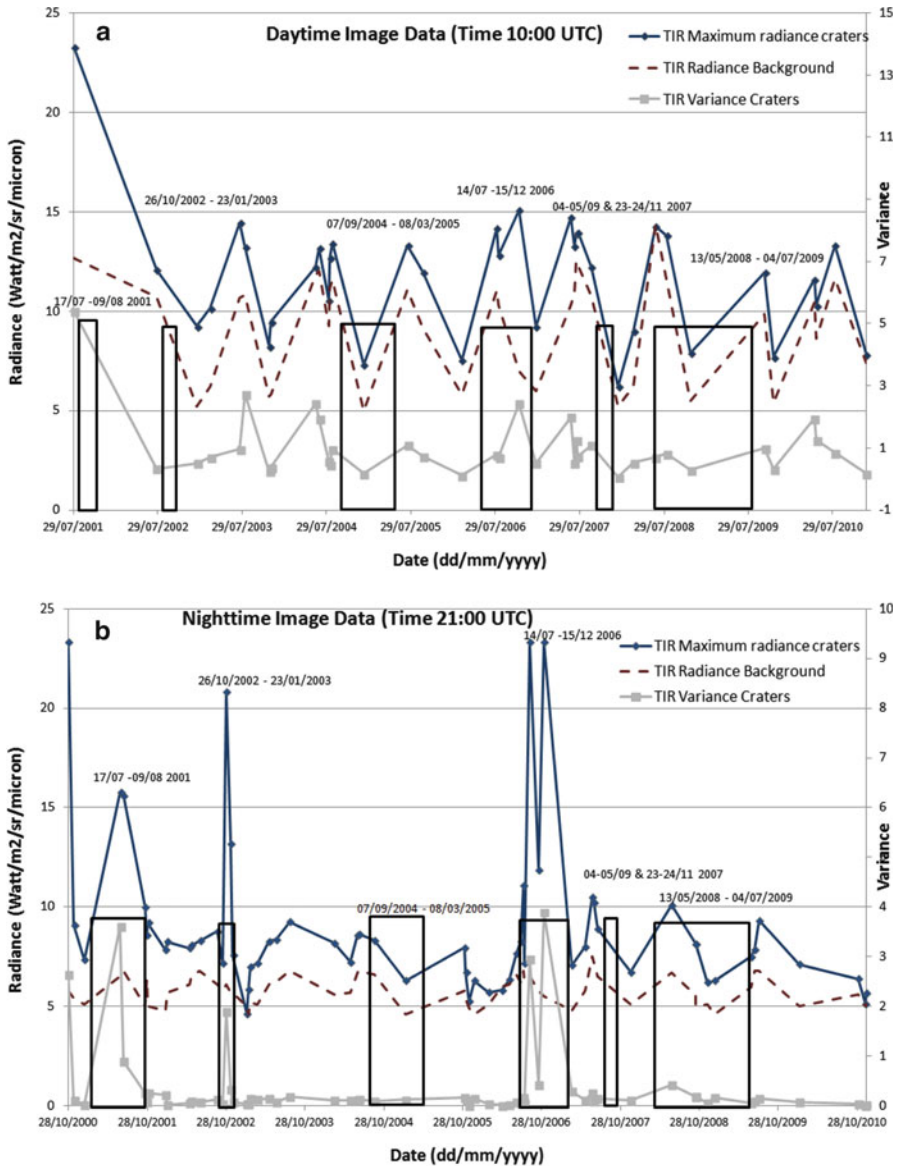 a
Daytime Image Data (Time 10:00 UTC)
TIR Maximum radiance craters
TIR Radiance Background
TIR Variance Craters
Radiance (Watt/m2/sr/micron)
25
20
15
10
5
0
15
13
11
9
7
5
3
1
-1
Variance
17/07 -09/08 2001
26/10/2002 - 23/01/2003
07/09/2004 - 08/03/2005
14/07 -15/12 2006
04-05/09 & 23-24/11 2007
13/05/2008 - 04/07/2009
29/07/2001 29/07/2002 29/07/2003 29/07/2004 29/07/2005 29/07/2006 29/07/2007 29/07/2008 29/07/2009 29/07/2010
Date (dd/mm/yyyy)
b
Nighttime Image Data (Time 21:00 UTC)
TIR Maximum radiance craters
TIR Radiance Background
TIR Variance Craters
Radiance (Watt/m2/sr/micron)
25
20
15
10
5
0
10
9
8
7
6
5
4
3
2
1
0
Variance
17/07 -09/08 2001
26/10/2002 - 23/01/2003
07/09/2004 - 08/03/2005
14/07 -15/12 2006
04-05/09 & 23-24/11 2007
13/05/2008 - 04/07/2009
28/10/2000 28/10/2001 28/10/2002 28/10/2003 28/10/2004 28/10/2005 28/10/2006 28/10/2007 28/10/2008 28/10/2009 28/10/2010
Date (dd/mm/yyyy)